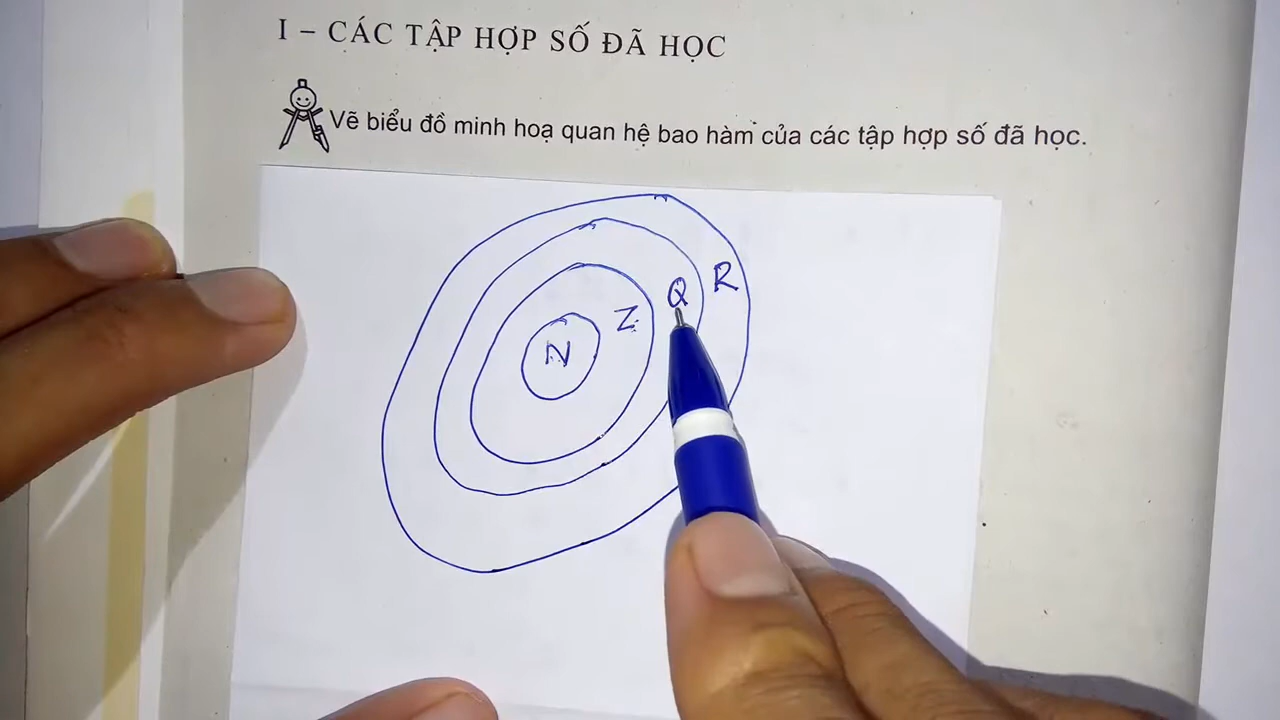 I – CÁC TẬP HỢP SỐ ĐÃ HỌC
Vẽ biểu đồ minh hoạ quan hệ bao hàm của các tập hợp số đã học.
N Z Q R